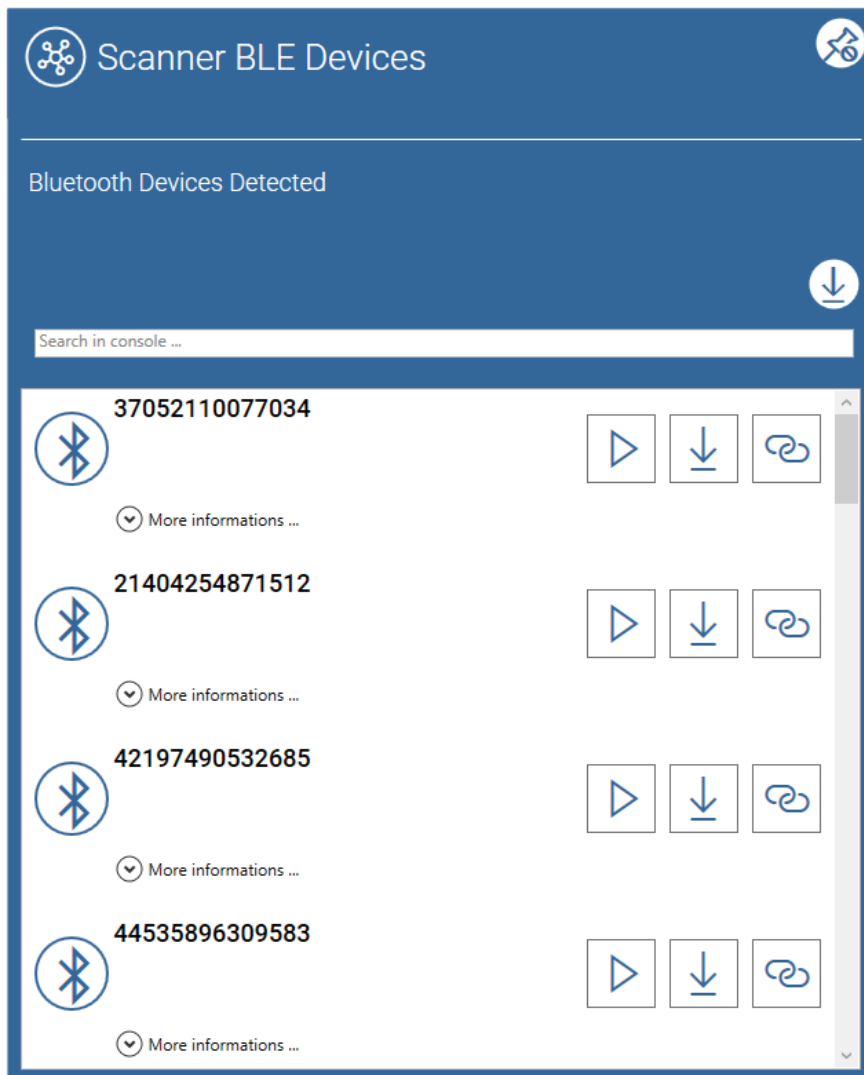 Scanner BLE Devices
Bluetooth Devices Detected
Search in console ...
37052110077034
More informations ...
21404254871512
More informations ...
42197490532685
More informations ...
44535896309583
More informations ...